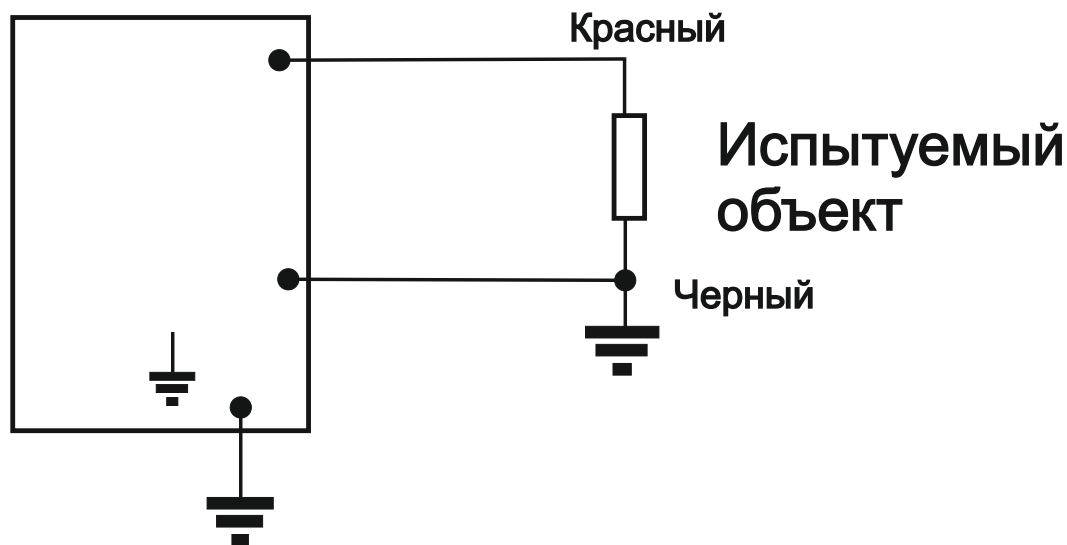 Красный
Испытуемый
объект
Черный